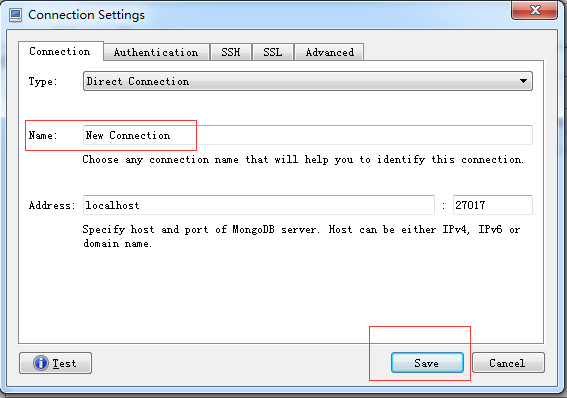 Connection Settings
Connection Authentication SSH SSL Advanced
Type: Direct Connection
Name: New Connection
Choose any connection name that will help you to identify this connection.
Address: localhost : 27017
Specify host and port of MongoDB server. Host can be either IPv4, IPv6 or
domain name.
Test Save Cancel